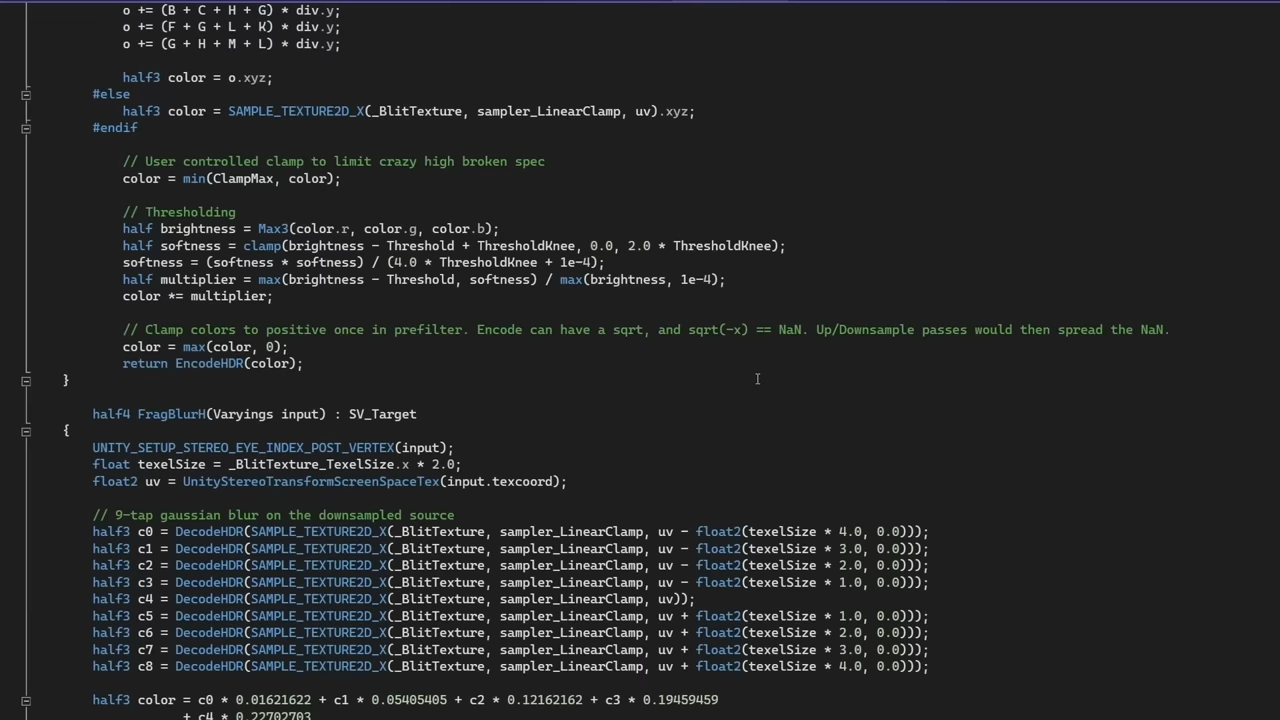 o += (B + C + H + G) * div.y;
o += (F + G + L + K) * div.y;
o += (G + H + M + L) * div.y;
half3 color = o.xyz;
#else
half3 color = SAMPLE_TEXTURE2D_X(_BlitTexture, sampler_LinearClamp, uv).xyz;
#endif
// User controlled clamp to limit crazy high broken spec
color = min(ClampMax, color);
// Thresholding
half brightness = Max3(color.r, color.g, color.b);
half softness = clamp(brightness - Threshold + ThresholdKnee, 0.0, 2.0 * ThresholdKnee);
softness = (softness * softness) / (4.0 * ThresholdKnee + 1e-4);
half multiplier = max(brightness - Threshold, softness) / max(brightness, 1e-4);
color *= multiplier;
// Clamp colors to positive once in prefilter. Encode can have a sqrt, and sqrt(-x) == NaN. Up/Downsample passes would then spread the NaN.
color = max(color, 0);
return EncodeHDR(color);
}
half4 FragBlurH(Varyings input) : SV_Target
{
UNITY_SETUP_STEREO_EYE_INDEX_POST_VERTEX(input);
float texelSize = _BlitTexture_TexelSize.x * 2.0;
float2 uv = UnityStereoTransformScreenSpaceTex(input.texcoord);
// 9-tap gaussian blur on the downsampled source
half3 c0 = DecodeHDR(SAMPLE_TEXTURE2D_X(_BlitTexture, sampler_LinearClamp, uv - float2(texelSize * 4.0, 0.0)));
half3 c1 = DecodeHDR(SAMPLE_TEXTURE2D_X(_BlitTexture, sampler_LinearClamp, uv - float2(texelSize * 3.0, 0.0)));
half3 c2 = DecodeHDR(SAMPLE_TEXTURE2D_X(_BlitTexture, sampler_LinearClamp, uv - float2(texelSize * 2.0, 0.0)));
half3 c3 = DecodeHDR(SAMPLE_TEXTURE2D_X(_BlitTexture, sampler_LinearClamp, uv - float2(texelSize * 1.0, 0.0)));
half3 c4 = DecodeHDR(SAMPLE_TEXTURE2D_X(_BlitTexture, sampler_LinearClamp, uv));
half3 c5 = DecodeHDR(SAMPLE_TEXTURE2D_X(_BlitTexture, sampler_LinearClamp, uv + float2(texelSize * 1.0, 0.0)));
half3 c6 = DecodeHDR(SAMPLE_TEXTURE2D_X(_BlitTexture, sampler_LinearClamp, uv + float2(texelSize * 2.0, 0.0)));
half3 c7 = DecodeHDR(SAMPLE_TEXTURE2D_X(_BlitTexture, sampler_LinearClamp, uv + float2(texelSize * 3.0, 0.0)));
half3 c8 = DecodeHDR(SAMPLE_TEXTURE2D_X(_BlitTexture, sampler_LinearClamp, uv + float2(texelSize * 4.0, 0.0)));
half3 color = c0 * 0.01621622 + c1 * 0.05405405 + c2 * 0.12162162 + c3 * 0.19459459
+ c4 * 0.22702703